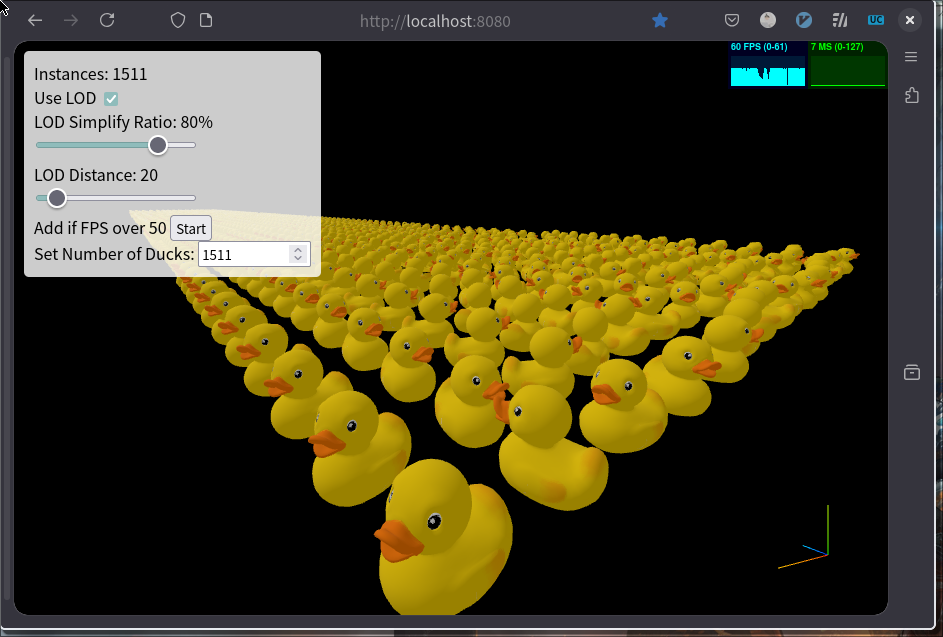 http://localhost:8080
UC
60 FPS (0-61) 7 MS (0-127)
Instances: 1511
Use LOD
LOD Simplify Ratio: 80%
LOD Distance: 20
Add if FPS over 50 Start
Set Number of Ducks: 1511